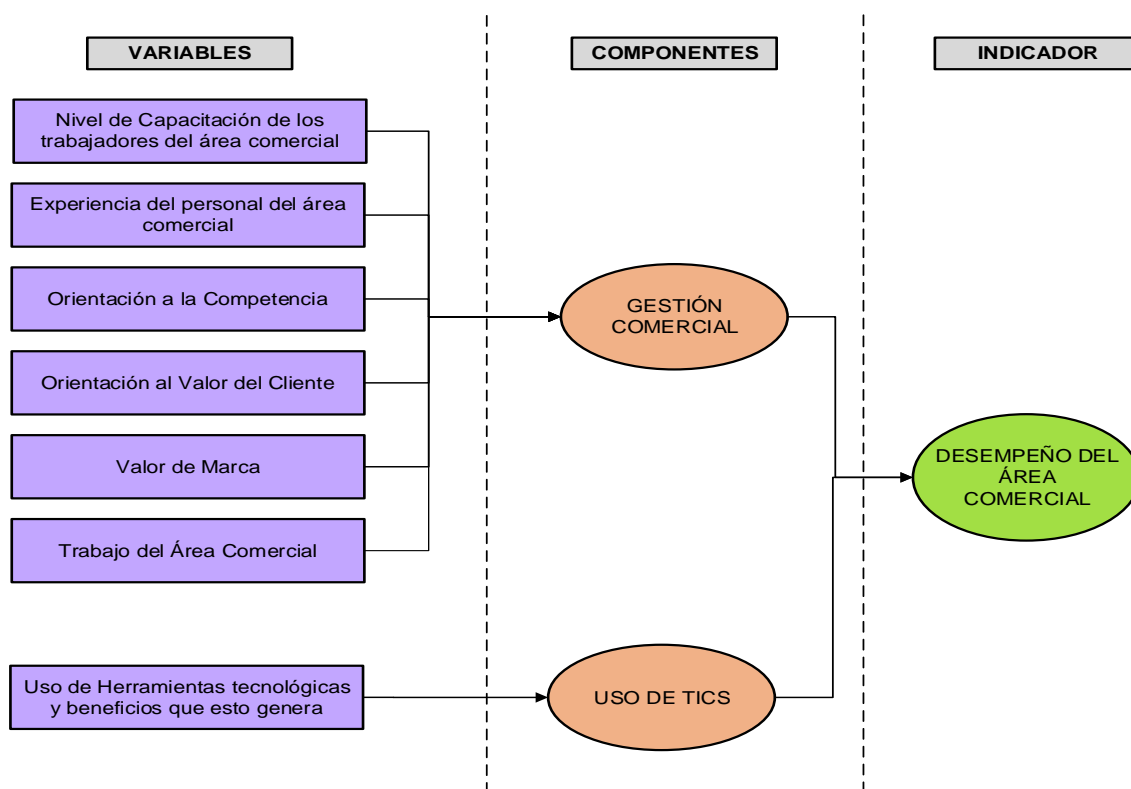 VARIABLES
COMPONENTES
INDICADOR
Nivel de Capacitación de los
trabajadores del área comercial
Experiencia del personal del área
comercial
Orientación a la Competencia
Orientación al Valor del Cliente
Valor de Marca
Trabajo del Área Comercial
Uso de Herramientas tecnológicas
y beneficios que esto genera
GESTIÓN
COMERCIAL
USO DE TICS
DESEMPEÑO DEL
ÁREA
COMERCIAL